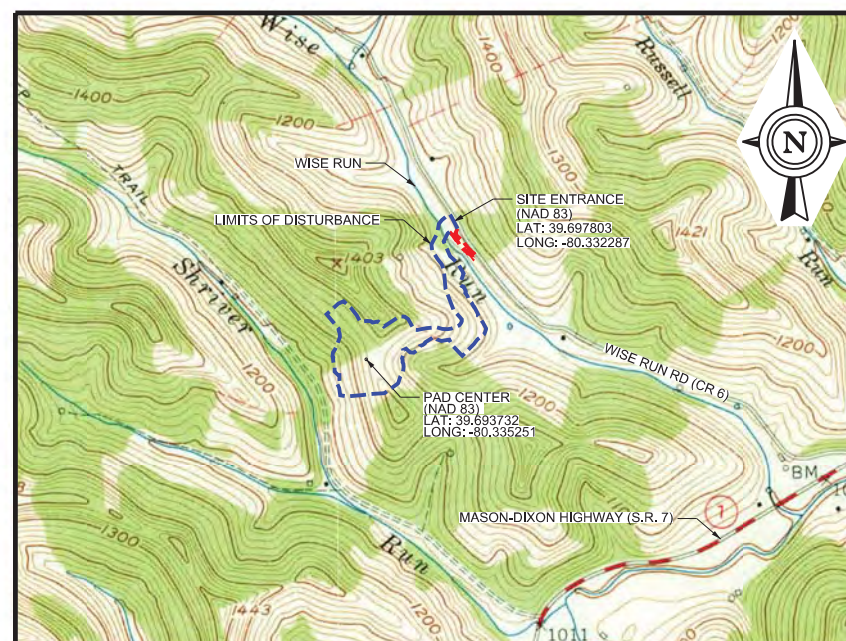 Wise
Russell
1400
1200
1200
N
1300
WISE RUN
TRAIL
SITE ENTRANCE
(NAD 83)
LAT: 39.697803
LONG: -80.332287
LIMITS OF DISTURBANCE
1421
Run
1403
Run
Shriver
1200
WISE RUN RD (CR 6)
PAD CENTER
(NAD 83)
LAT: 39.693732
LONG: -80.335251
1200
BM
7
MASON-DIXON HIGHWAY (S.R. 7)
1300
Run
1443
1200
1200
1011